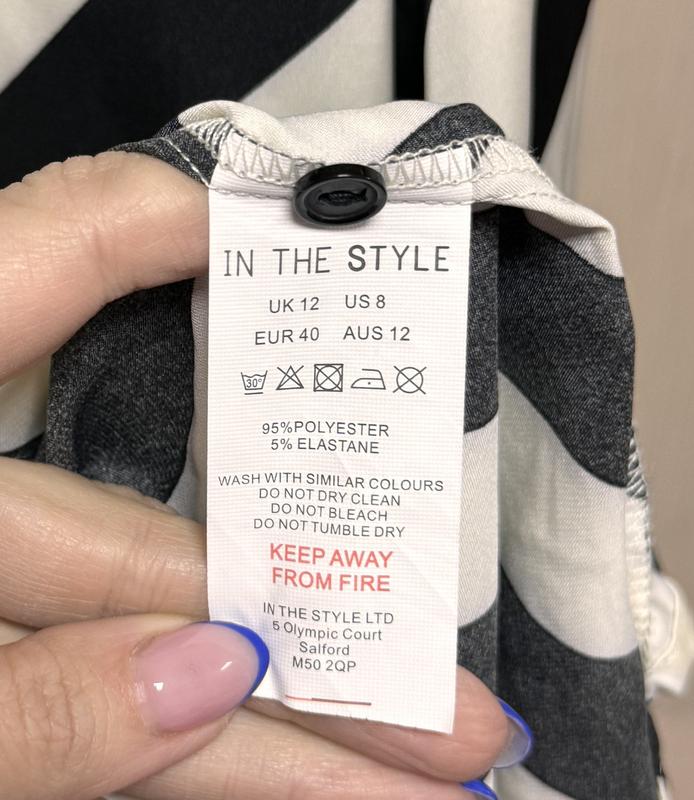 IN THE STYLE
UK 12 US 8
EUR 40 AUS 12
30°
95%POLYESTER
5% ELASTANE
WASH WITH SIMILAR COLOURS
DO NOT DRY CLEAN
DO NOT BLEACH
DO NOT TUMBLE DRY
KEEP AWAY
FROM FIRE
IN THE STYLE LTD
5 Olympic Court
Salford
M50 2QP